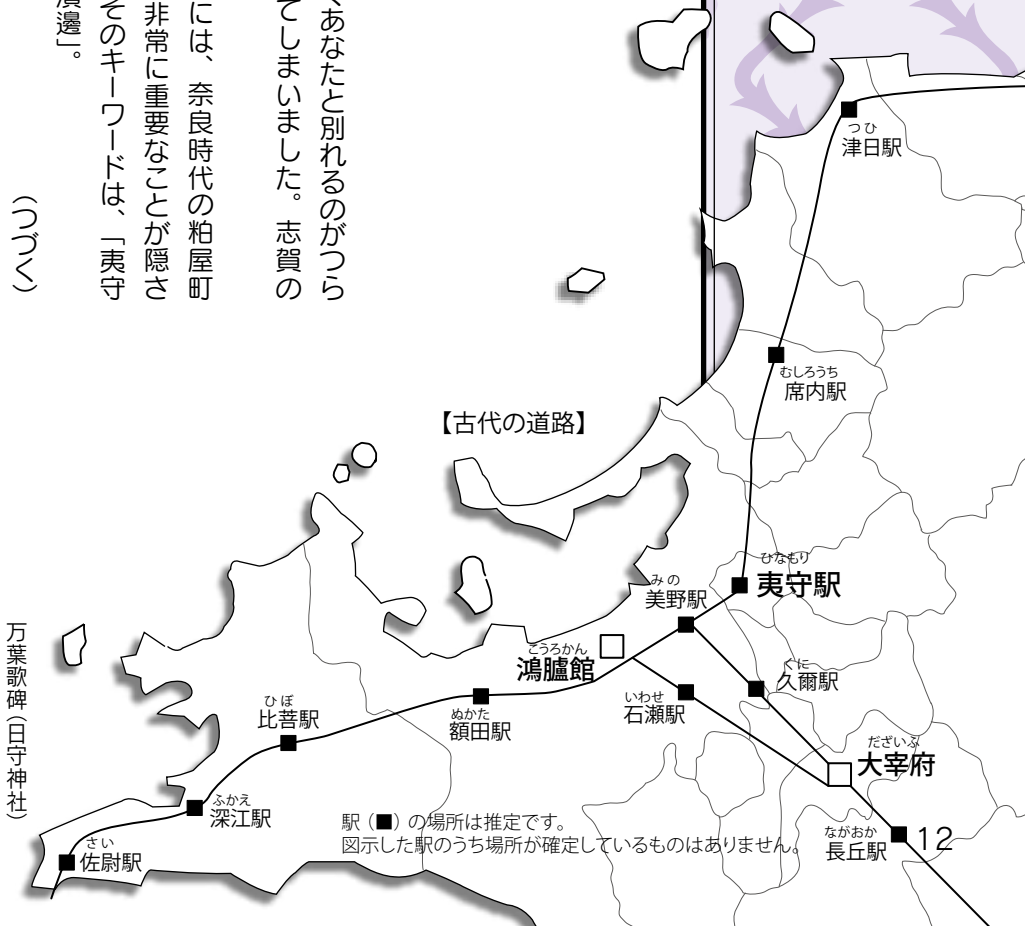 くあなたと別れるのがつら
てしまいました。志賀の
には、奈良時代の粕屋町
非常に重要なことが隠さ
そのキーワードは、「夷守
濱邊」。
(つづく)
【古代の道路】
つひ
津日駅
むしろうち
席内駅
ひなもり
夷守駅
みの
美野駅
こうろかん
鴻臚館
くに
久爾駅
いわせ
石瀬駅
ぬかた
額田駅
ひぼ
比菩駅
だざいふ
大宰府
ふかえ
深江駅
ながおか
長丘駅
さい
佐尉駅
駅(■)の場所は推定です。
図示した駅のうち場所が確定しているものはありません。
12
万葉歌碑(日守神社)